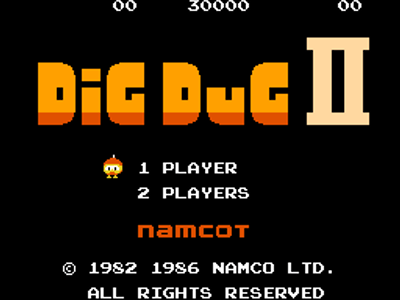 00 30000 00
DiG DuG II
1 PLAYER
2 PLAYERS
namcot
© 1982 1986 NAMCO LTD.
ALL RIGHTS RESERVED